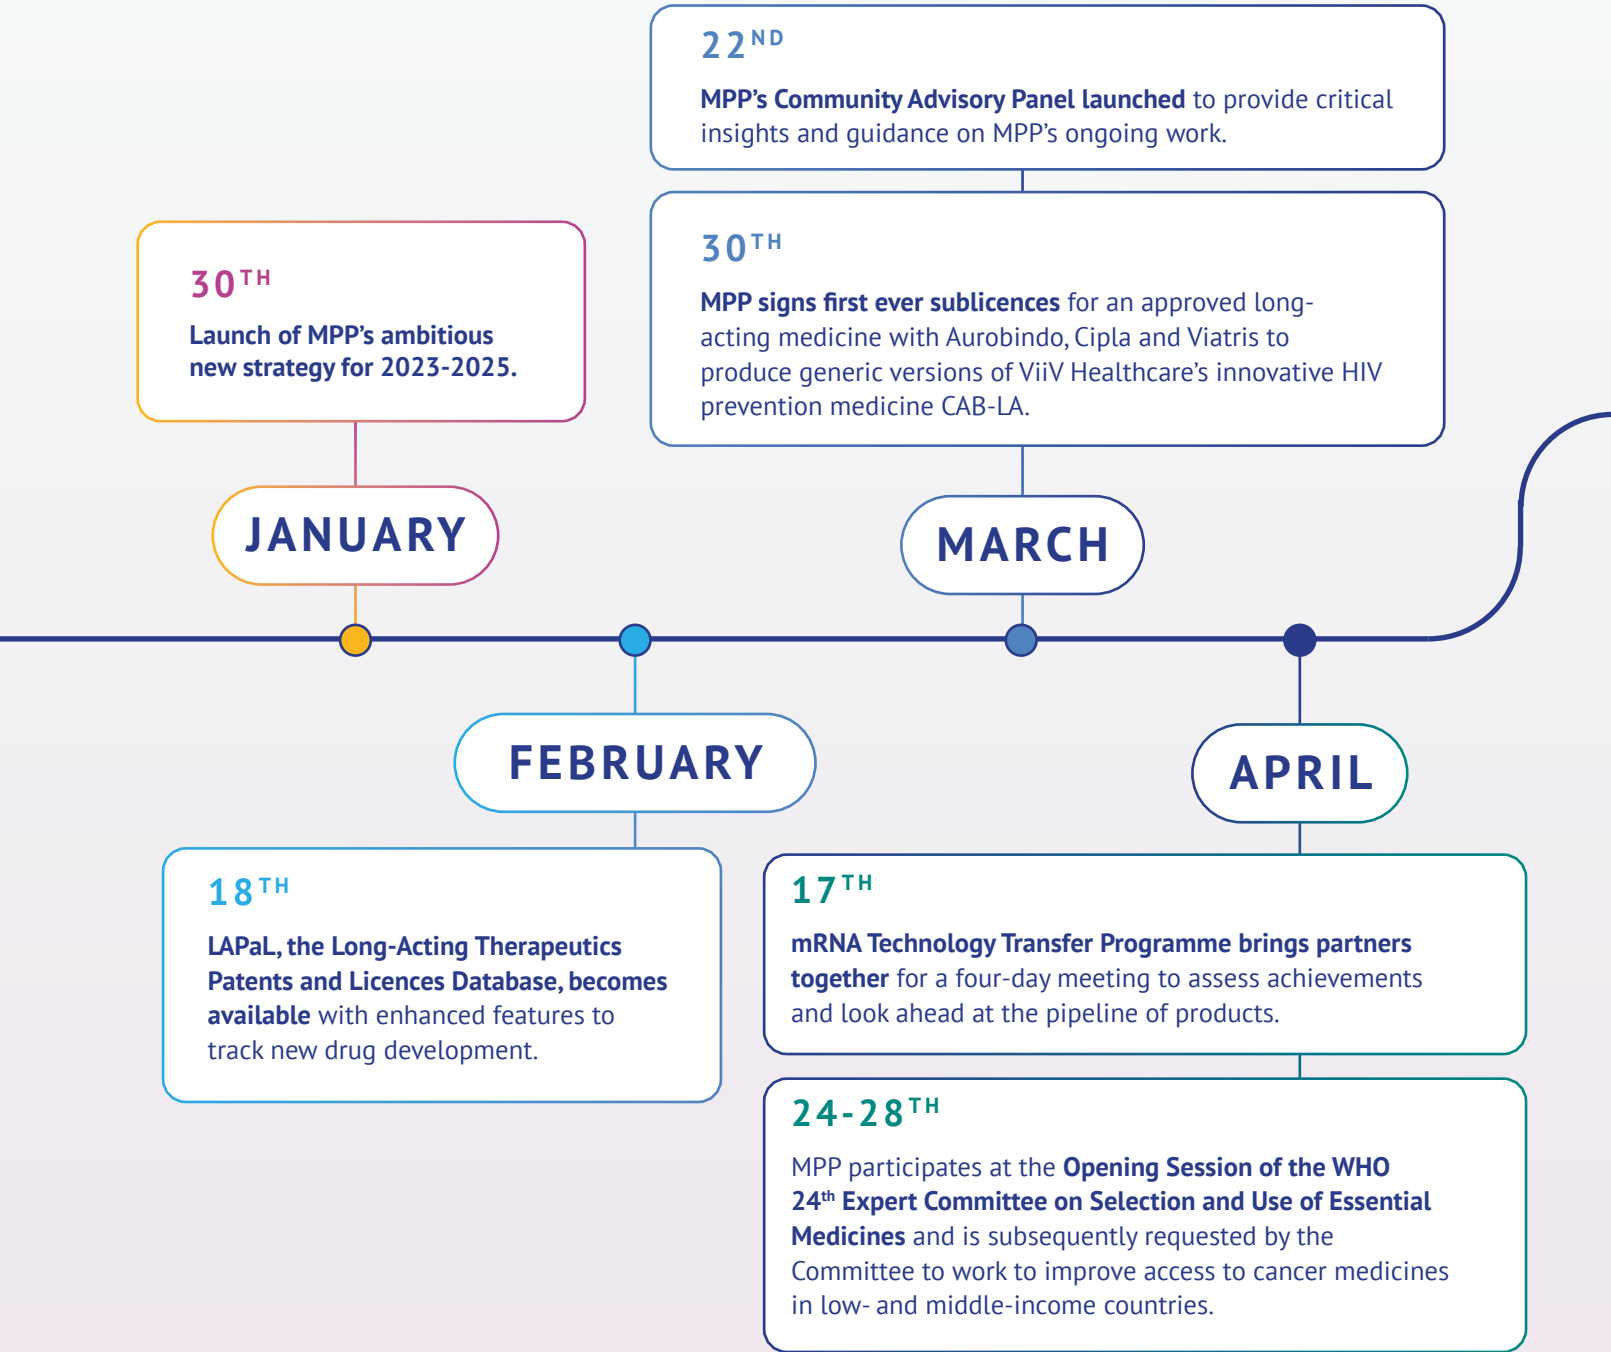 30TH
Launch of MPP’s ambitious
new strategy for 2023-2025.
JANUARY
FEBRUARY
18TH
LAPaL, the Long-Acting Therapeutics
Patents and Licences Database, becomes
available with enhanced features to
track new drug development.
22ND
MPP’s Community Advisory Panel launched to provide critical
insights and guidance on MPP’s ongoing work.
30TH
MPP signs first ever sublicences for an approved long-
acting medicine with Aurobindo, Cipla and Viatris to
produce generic versions of ViiV Healthcare’s innovative HIV
prevention medicine CAB-LA.
MARCH
APRIL
17TH
mRNA Technology Transfer Programme brings partners
together for a four-day meeting to assess achievements
and look ahead at the pipeline of products.
24-28TH
MPP participates at the Opening Session of the WHO
24th Expert Committee on Selection and Use of Essential
Medicines and is subsequently requested by the
Committee to work to improve access to cancer medicines
in low- and middle-income countries.